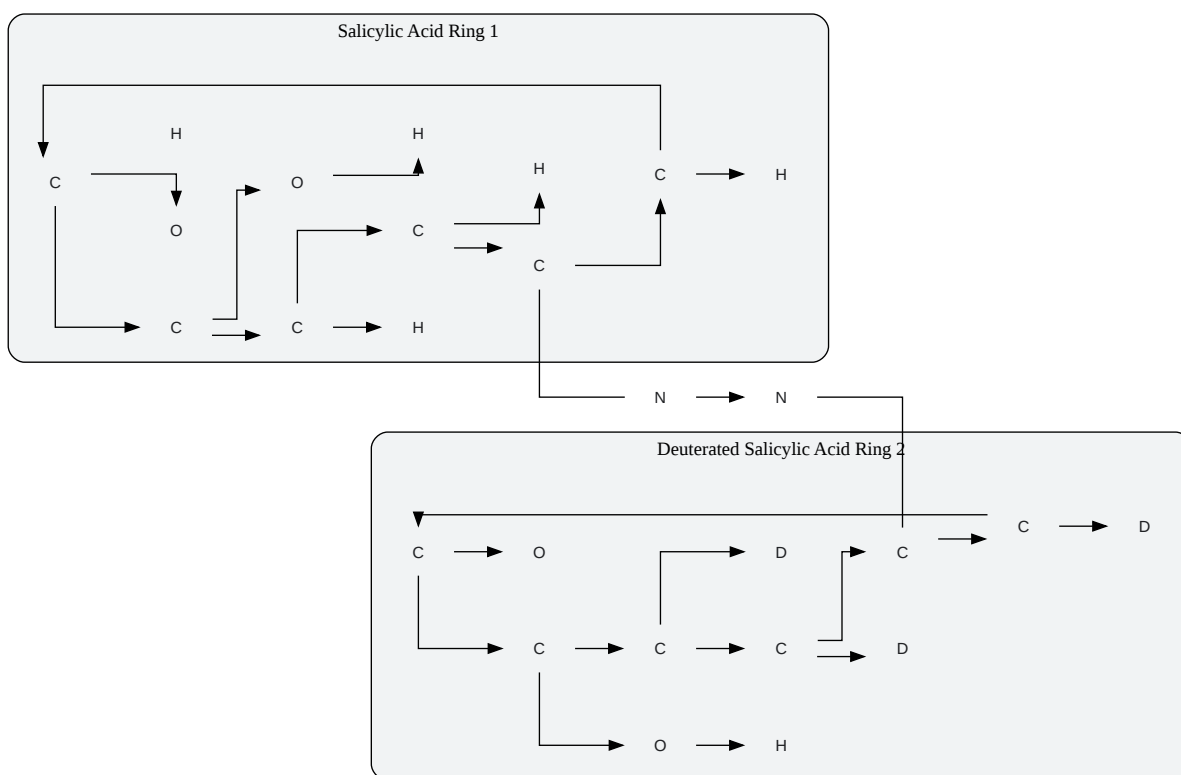 Salicylic Acid Ring 1
H H
H
C O C H
O C
C
C C H
N N
Deuterated Salicylic Acid Ring 2
C D
C O D C
C C C D
O H